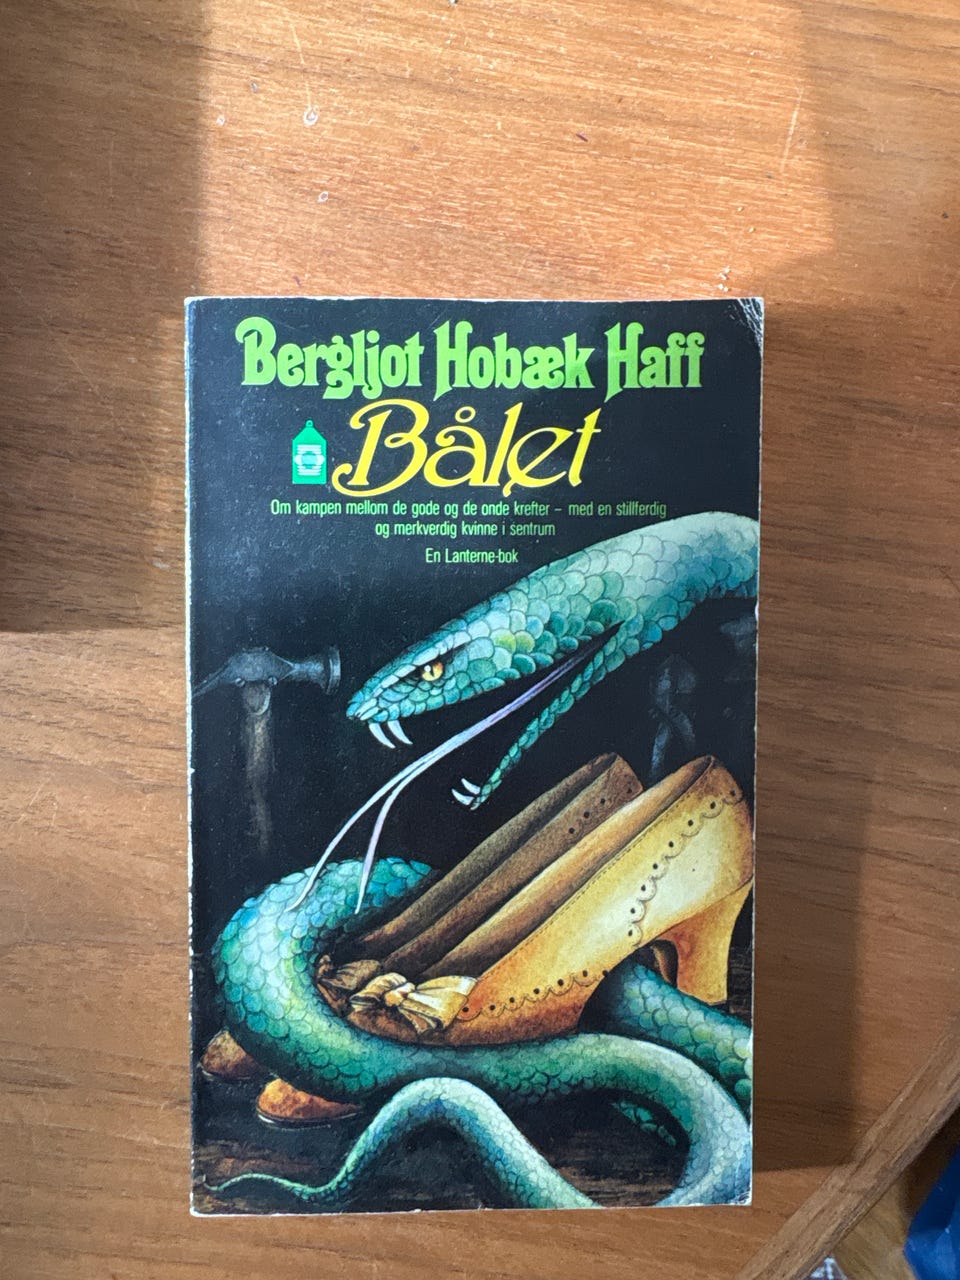 Bergljot Hobæk Haff
Bålet
Om kampen mellom de gode og de onde krefter – med en stillferdig
og merkverdig kvinne i sentrum
En Lanterne-bok